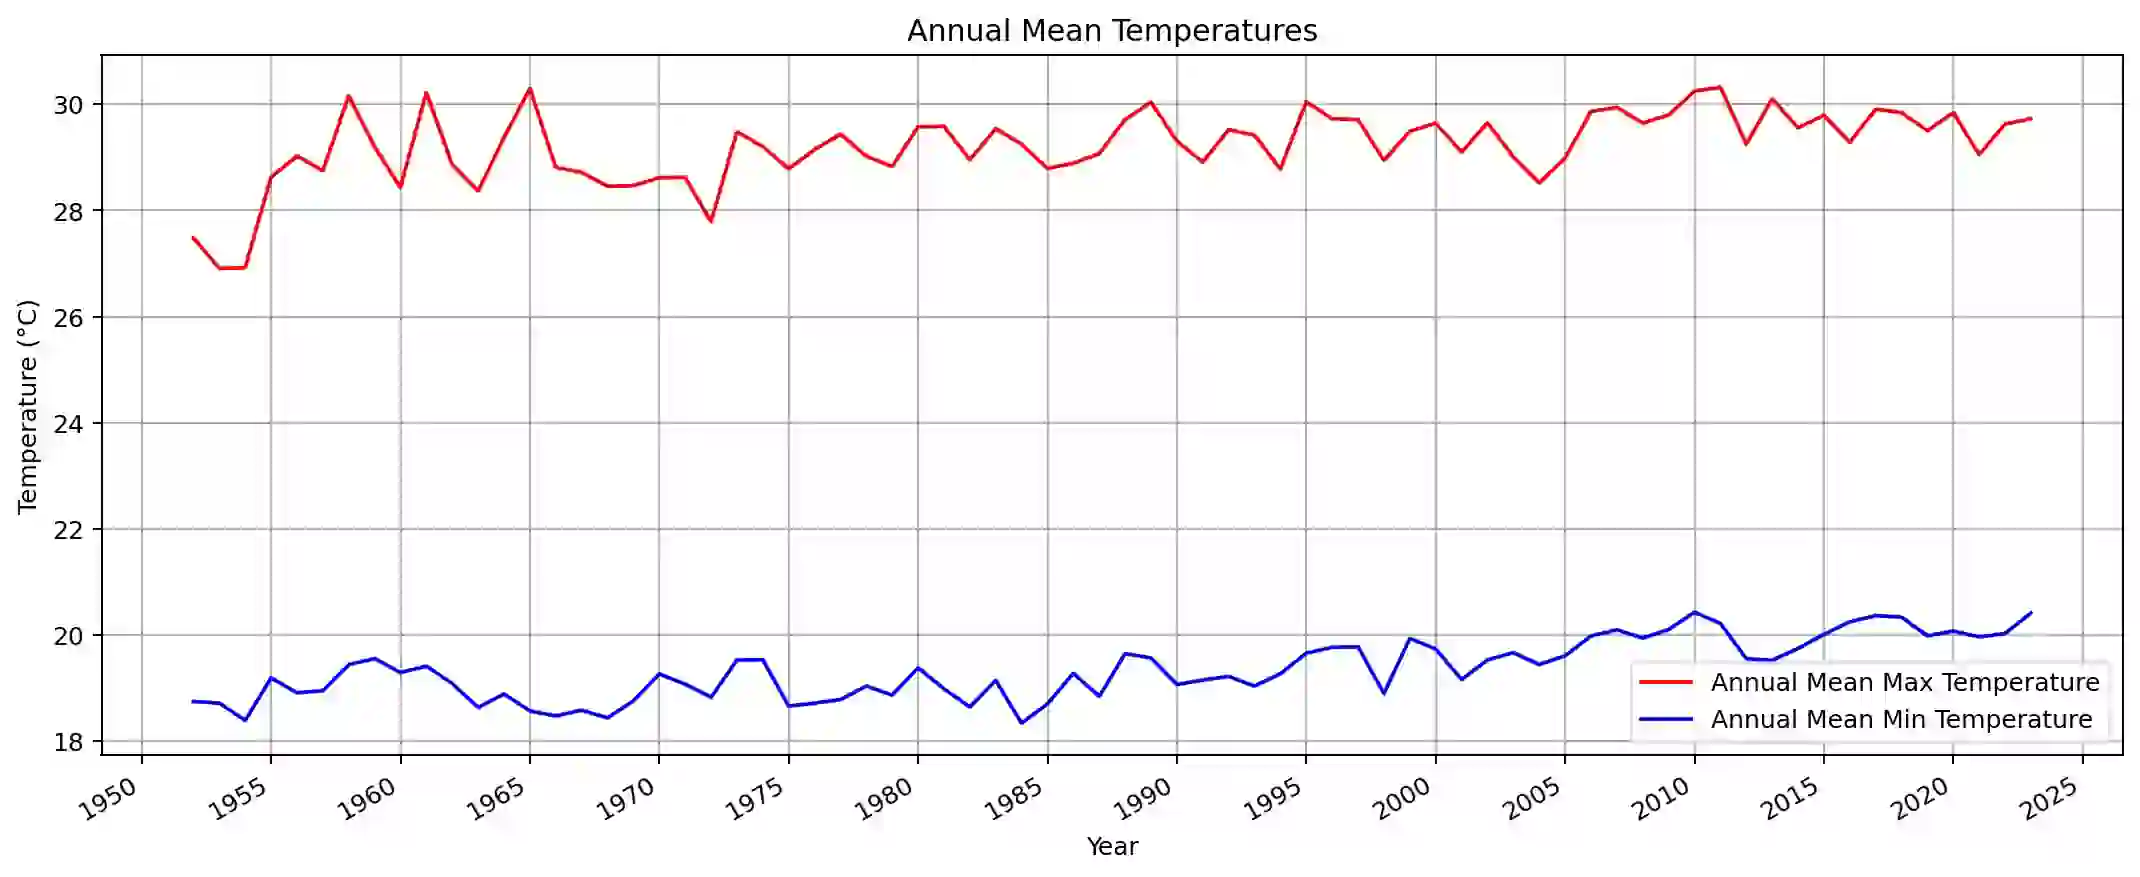 Annual Mean Temperatures
Temperature (°C)
30
28
26
24
22
20
18
Annual Mean Max Temperature
Annual Mean Min Temperature
1950 1955 1960 1965 1970 1975 1980 1985 1990 1995 2000 2005 2010 2015 2020 2025
Year